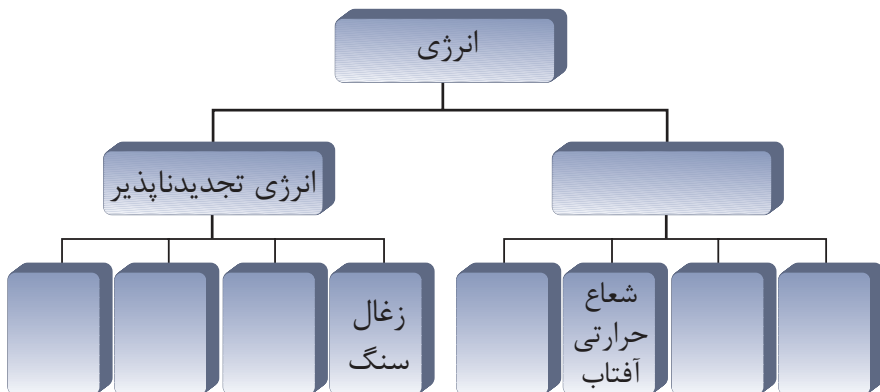 انرژی
انرژی تجدیدناپذیر
شعاع
حرارتی
آفتاب
زغال
سنگ